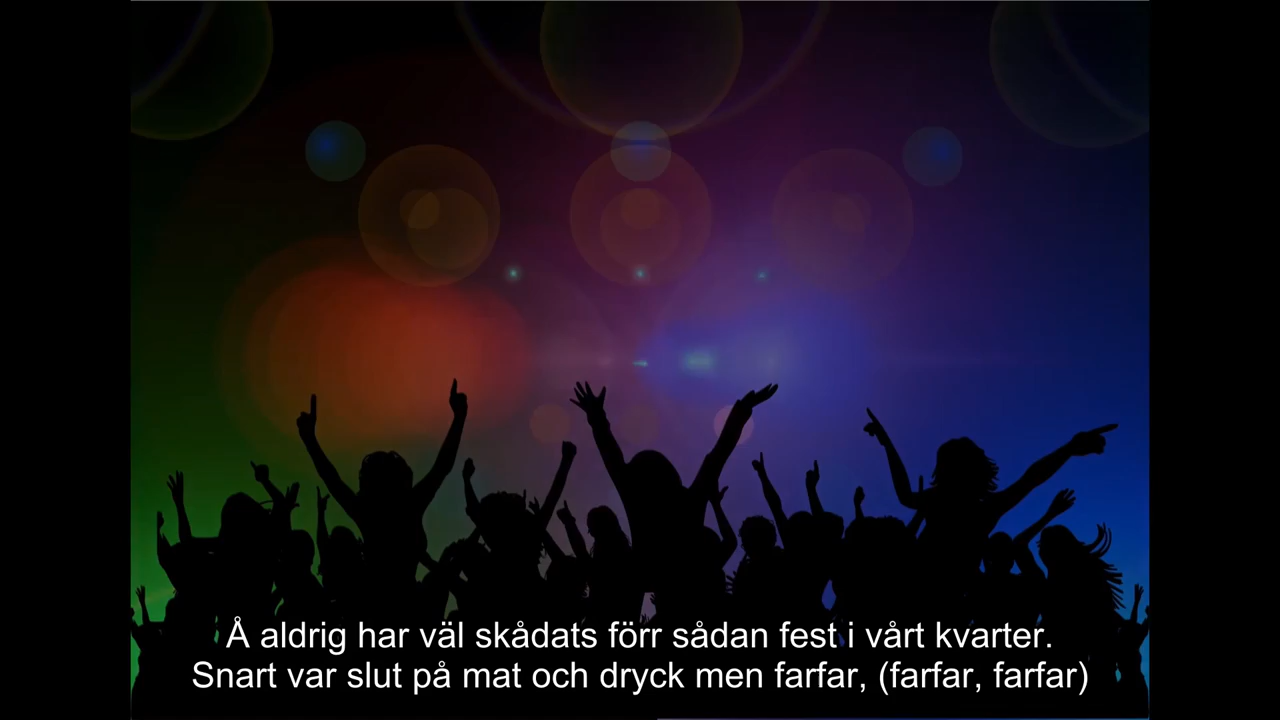 Å aldrig har väl skådats förr sådan fest i vårt kvarter.
Snart var slut på mat och dryck men farfar, (farfar, farfar)